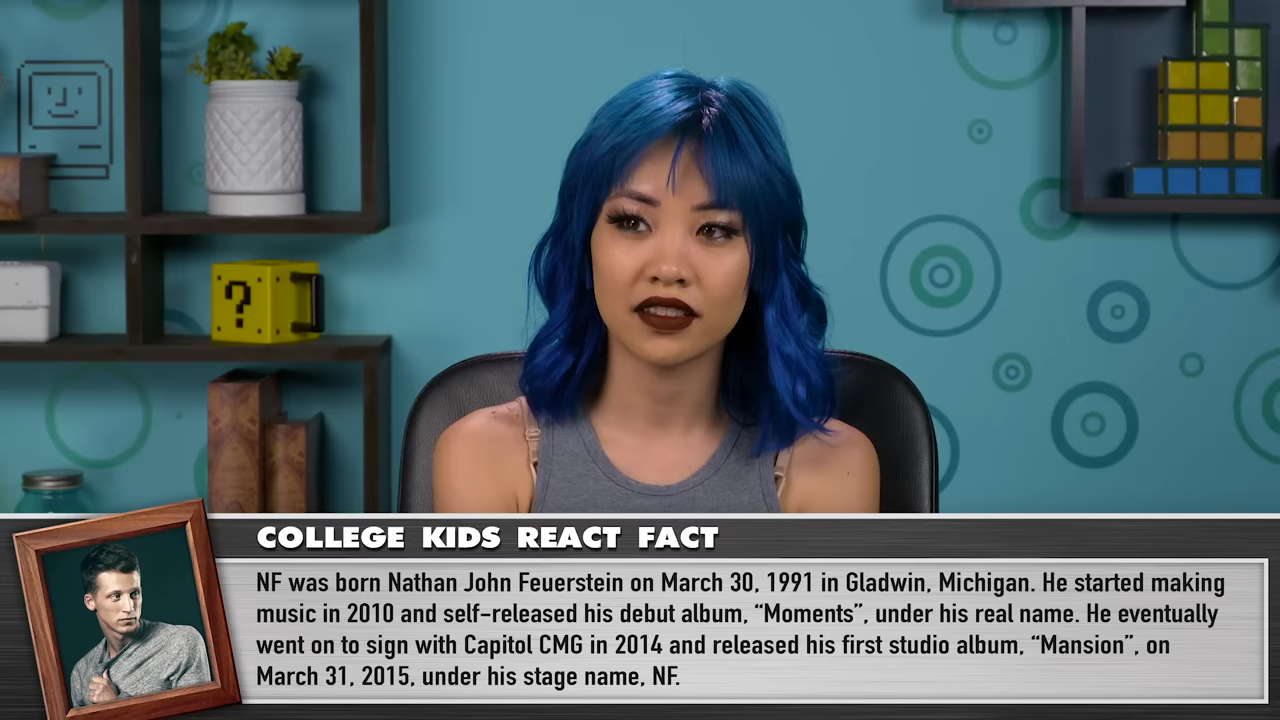 ?
COLLEGE KIDS REACT FACT
NF was born Nathan John Feuerstein on March 30, 1991 in Gladwin, Michigan. He started making
music in 2010 and self-released his debut album, “Moments”, under his real name. He eventually
went on to sign with Capitol CMG in 2014 and released his first studio album, “Mansion”, on
March 31, 2015, under his stage name, NF.